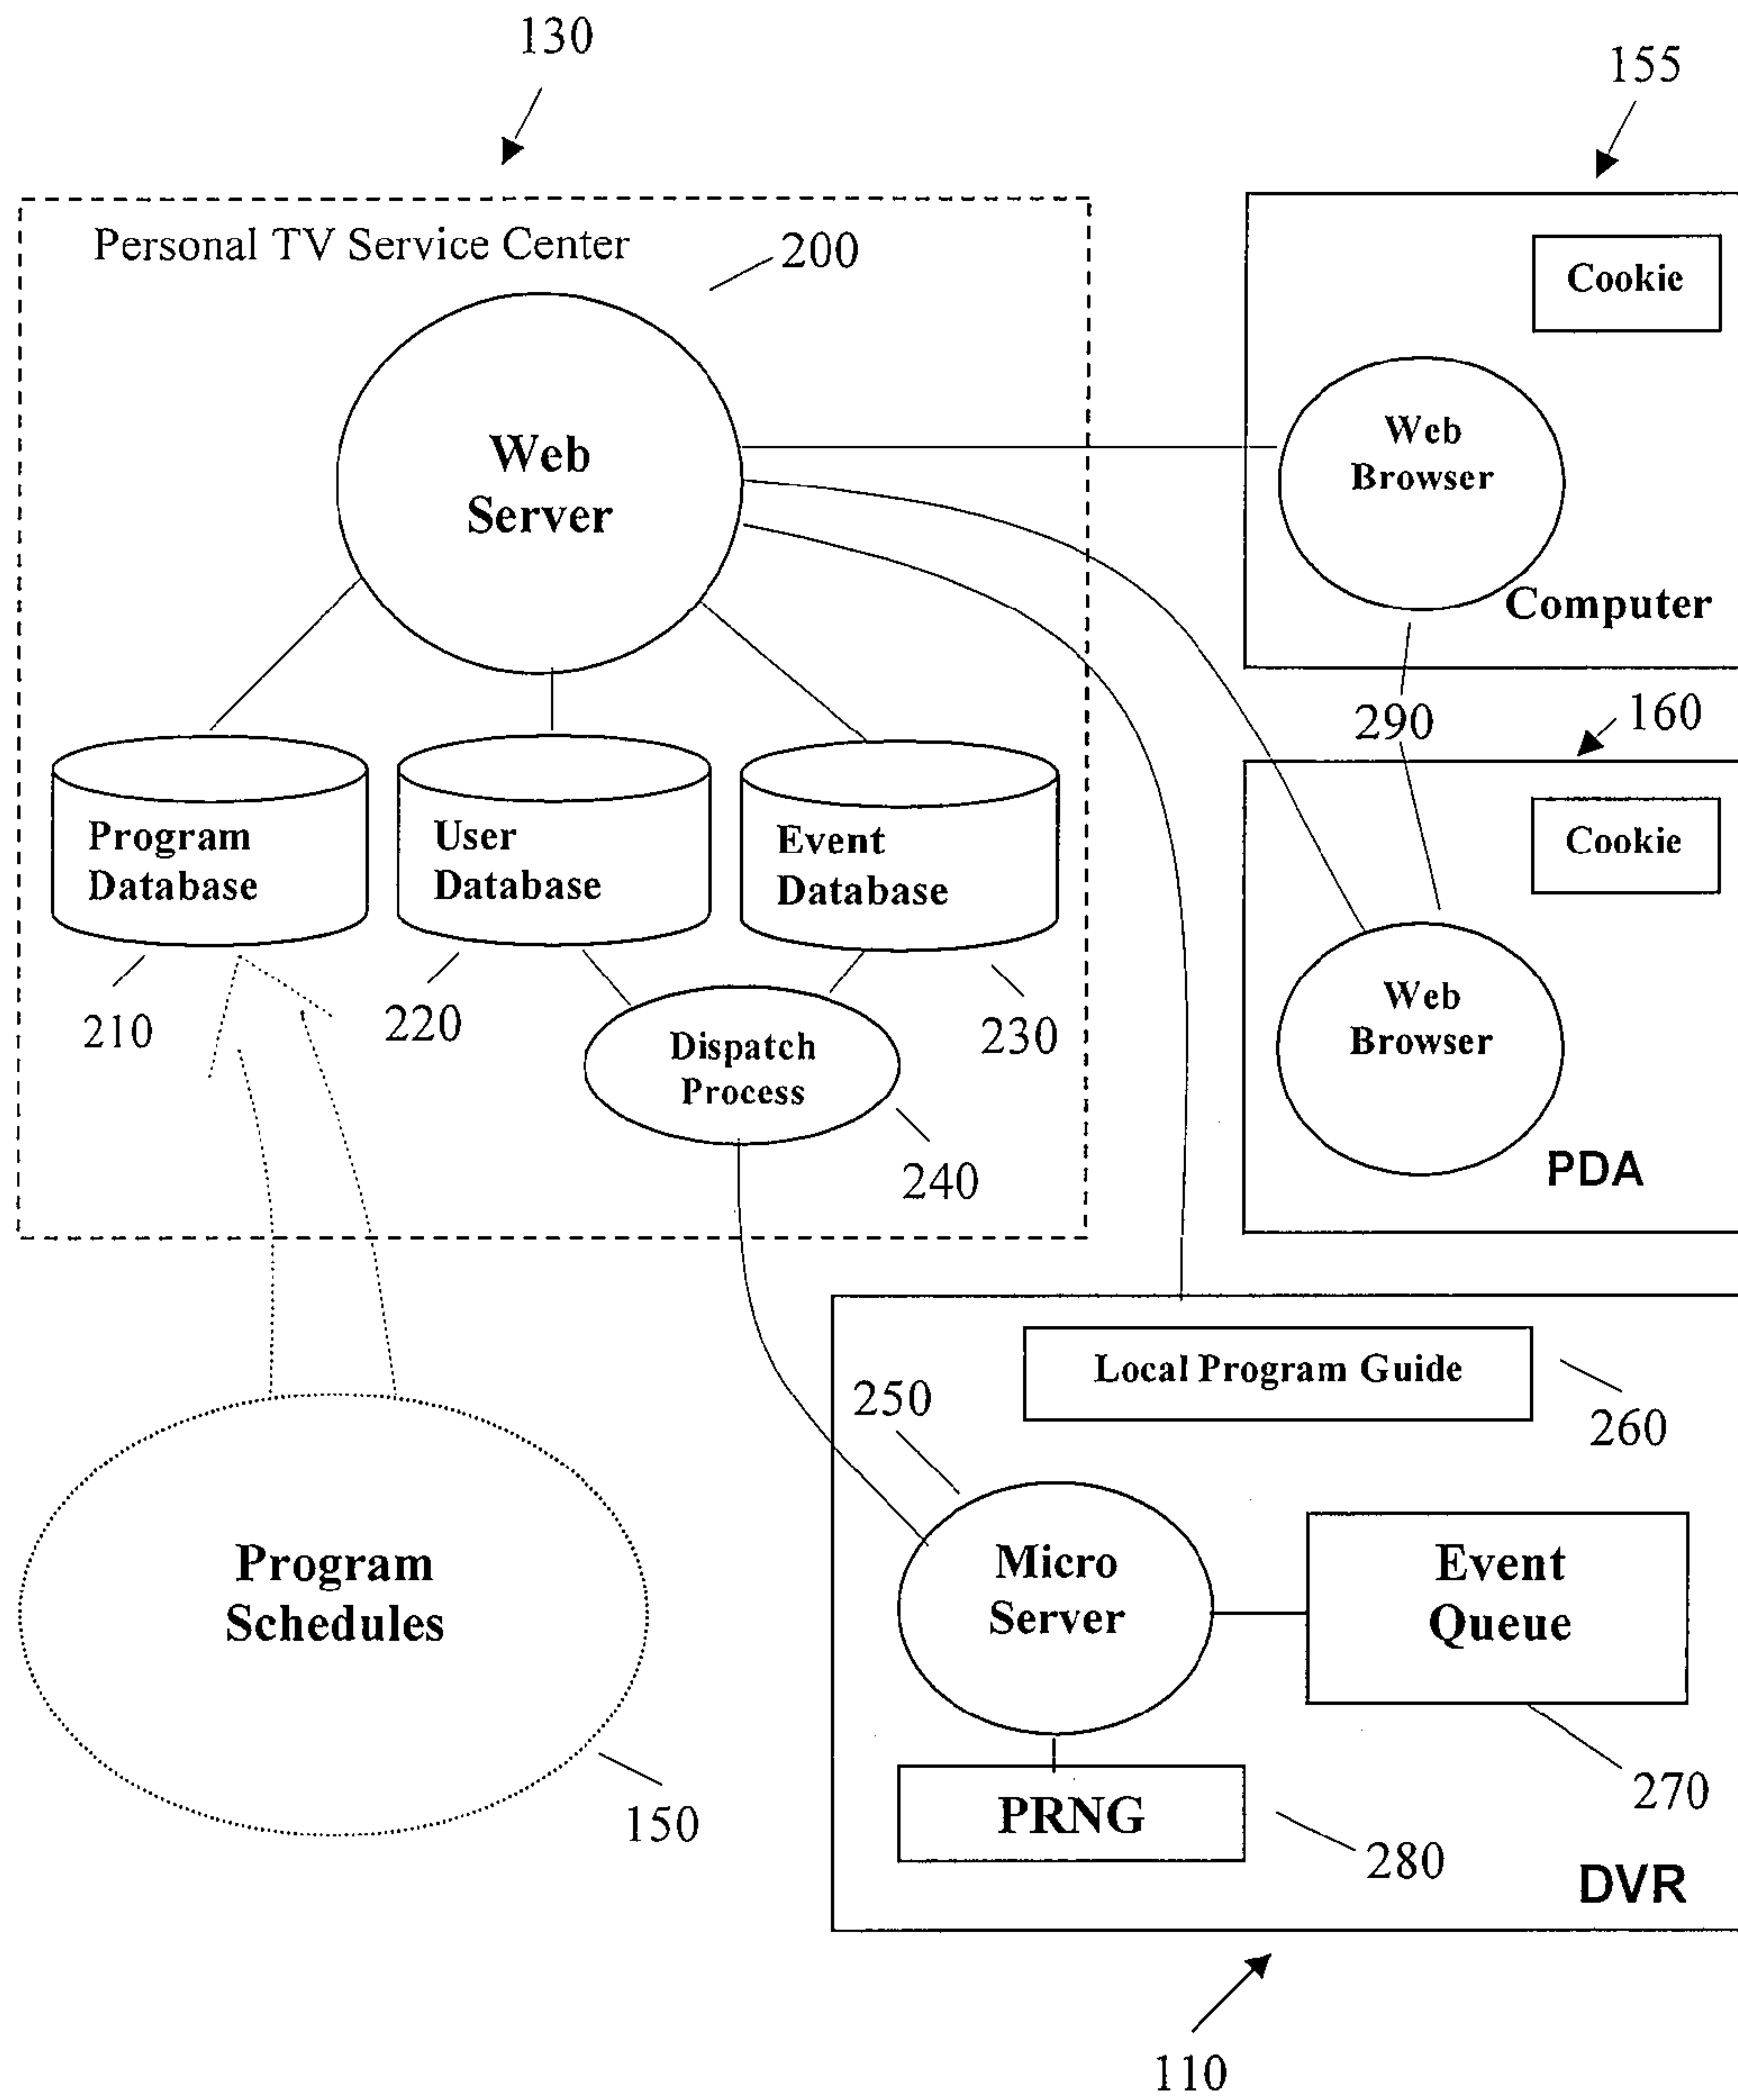 130
155
Personal TV Service Center
200
Cookie
Web
Server
Web
Browser
Computer
290
160
Program
Database
User
Database
Event
Database
Cookie
210
220
230
Dispatch
Process
Web
Browser
240
PDA
Local Program Guide
250
260
Program
Schedules
Micro
Server
Event
Queue
150
PRNG
270
280
DVR
110